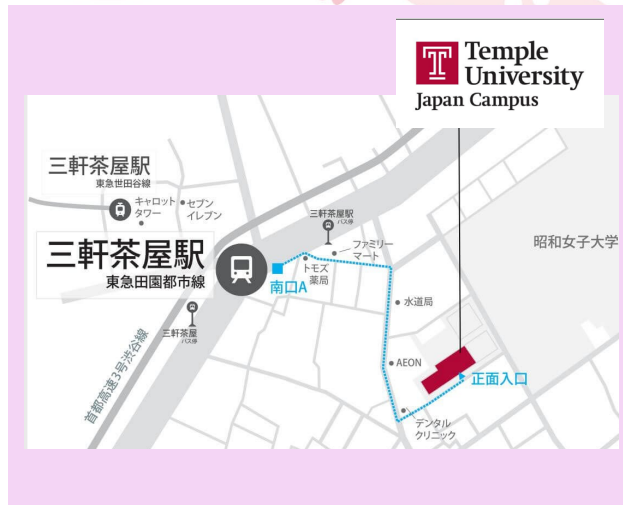 Temple
University
Japan Campus
三軒茶屋駅
東急世田谷線
キャロット
タワー
セブン
イレブン
三軒茶屋駅
バス停
三軒茶屋駅
東急田園都市線
ファミリー
マート
トモズ
薬局
南口A
昭和女子大学
水道局
三軒茶屋
バス停
首都高速3号渋谷線
AEON
正面入口
デンタル
クリニック